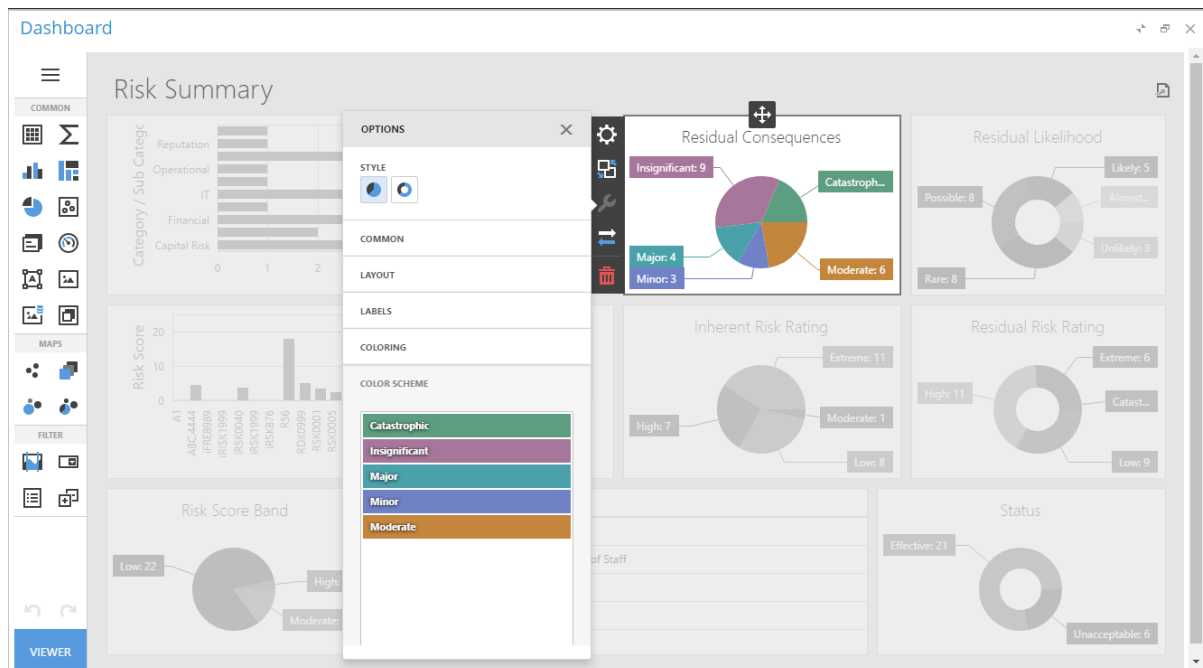 Dashboard
COMMON
MAPS
FILTER
VIEWER
Risk Summary
Category / Sub Catego
Reputation
Operational
IT
Financial
Capital Risk
0
1
2
OPTIONS
STYLE
COMMON
LAYOUT
LABELS
COLORING
COLOR SCHEME
Catastrophic
Insignificant
Major
Minor
Moderate
Residual Consequences
Insignificant: 9
Catastroph...
Major: 4
Minor: 3
Moderate: 6
Residual Likelihood
Likely: 5
Possible: 8
Almost...
Unlikely: 3
Rare: 8
Risk Score
20
10
0
A1
ABC.4444
iFRE8989
iRISK1999
iRISK0040
iRSK1999
iRSK876
R56
RDK0999
RSK0001
RSK0005
Inherent Risk Rating
Extreme: 11
Moderate: 1
High: 7
Low: 8
Residual Risk Rating
Extreme: 6
High: 11
Catast...
Low: 9
Risk Score Band
Low: 22
High:
Moderate:
of Staff
Status
Effective: 21
Unacceptable: 6